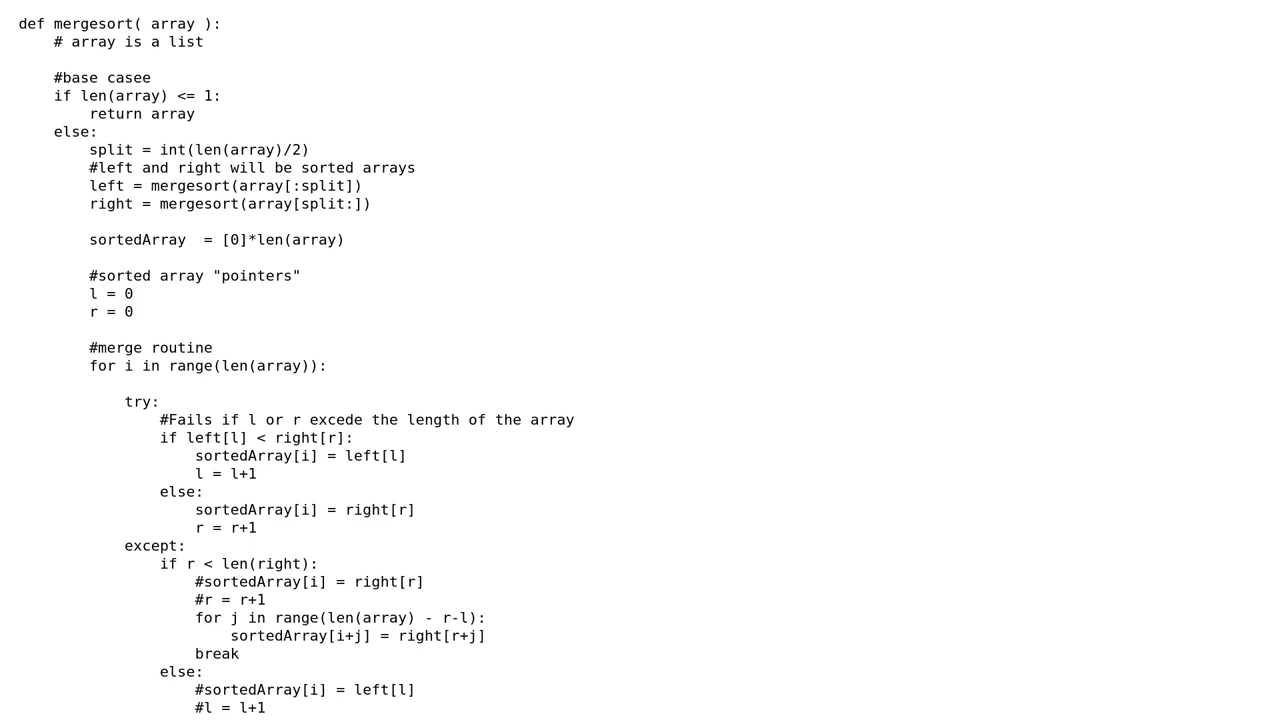 def mergesort( array ):
    # array is a list

    #base casee
    if len(array) <= 1:
        return array
    else:
        split = int(len(array)/2)
        #left and right will be sorted arrays
        left = mergesort(array[:split])
        right = mergesort(array[split:])

        sortedArray  = [0]*len(array)

        #sorted array "pointers"
        l = 0
        r = 0

        #merge routine
        for i in range(len(array)):

            try:
                #Fails if l or r excede the length of the array
                if left[l] < right[r]:
                    sortedArray[i] = left[l]
                    l = l+1
                else:
                    sortedArray[i] = right[r]
                    r = r+1
            except:
                if r < len(right):
                    #sortedArray[i] = right[r]
                    #r = r+1
                    for j in range(len(array) - r-l):
                        sortedArray[i+j] = right[r+j]
                    break
                else:
                    #sortedArray[i] = left[l]
                    #l = l+1